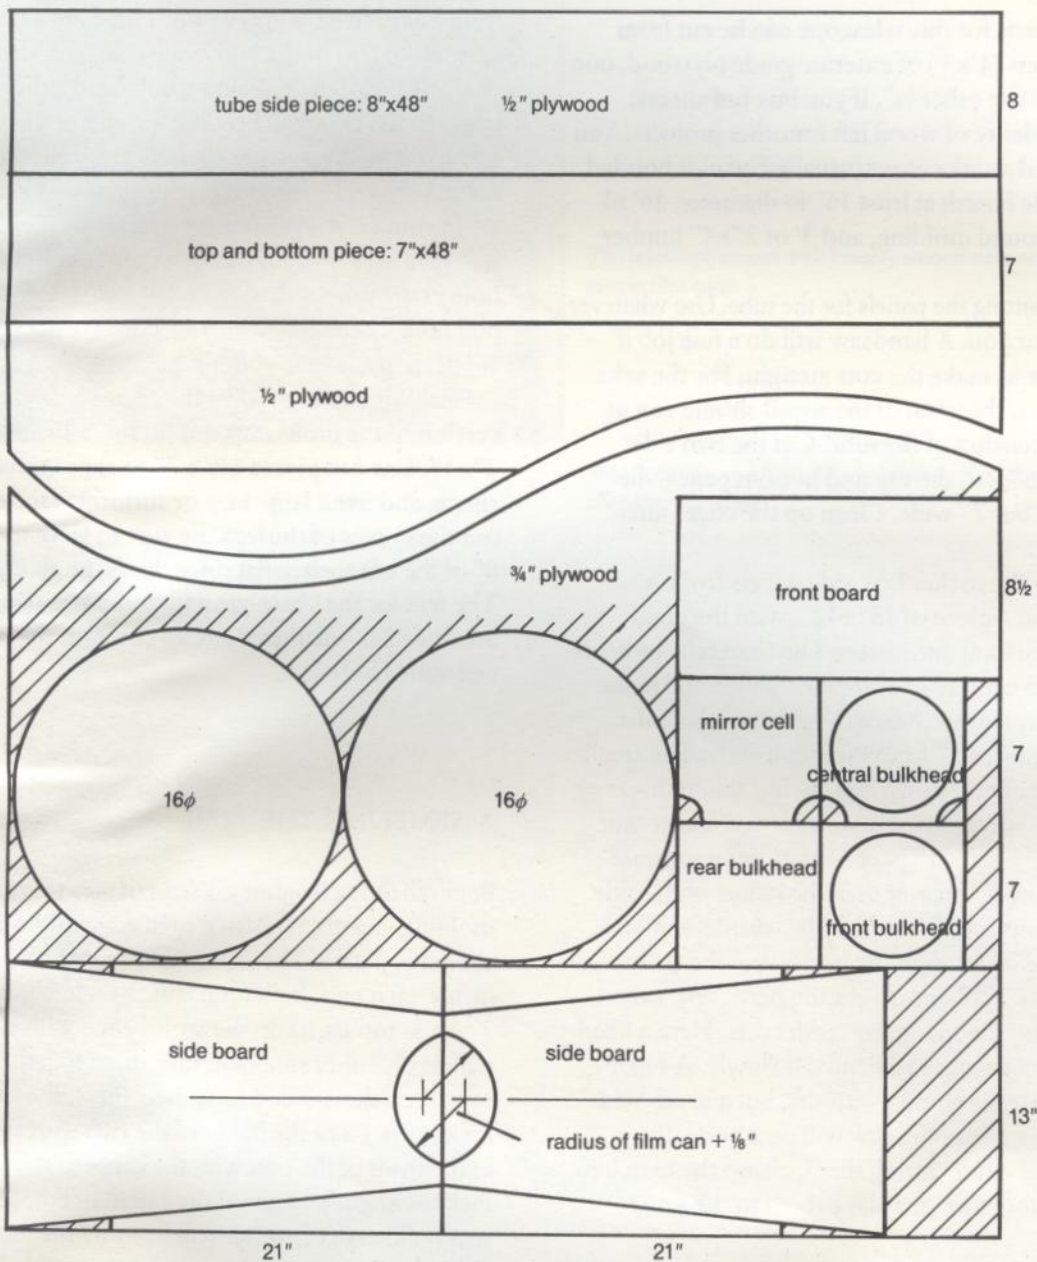 tube side piece: 8"x48" ½" plywood 8
top and bottom piece: 7"x48" 7
½" plywood
¾" plywood
front board 8½
mirror cell
central bulkhead 7
16ϕ 16ϕ
rear bulkhead 7
front bulkhead
side board side board
radius of film can + ⅛"
13"
21" 21"